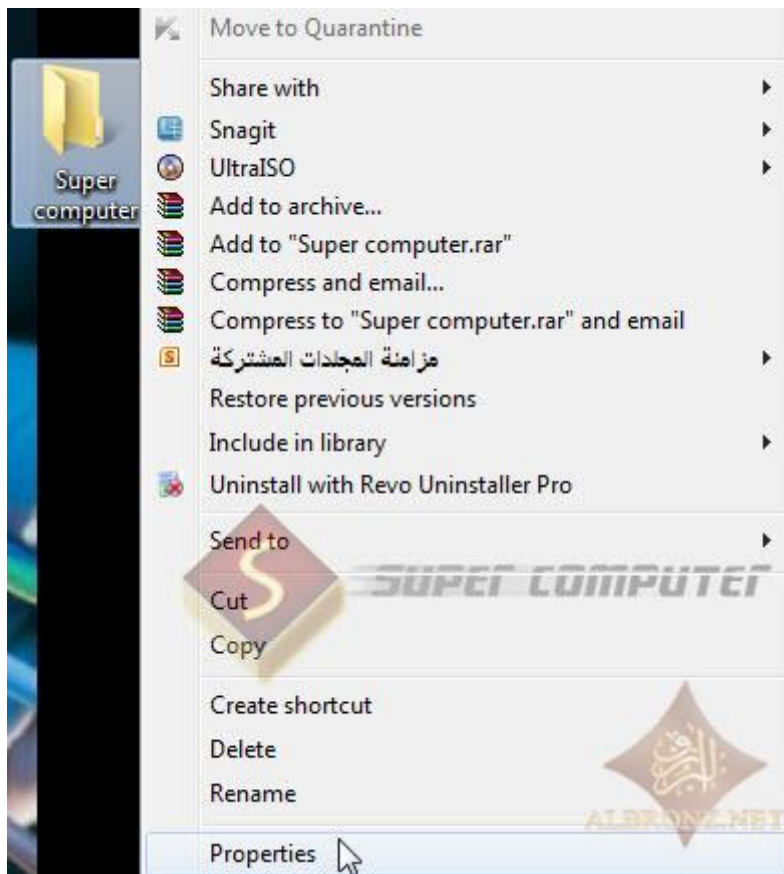 Move to Quarantine
Share with
Snagit
UltraISO
Super
computer
Add to archive...
Add to "Super computer.rar"
Compress and email...
Compress to "Super computer.rar" and email
مزامنة المجلدات المشتركة
Restore previous versions
Include in library
Uninstall with Revo Uninstaller Pro
Send to
SUPER COMPUTER
Cut
Copy
Create shortcut
Delete
Rename
ALBRONZ.NET
Properties